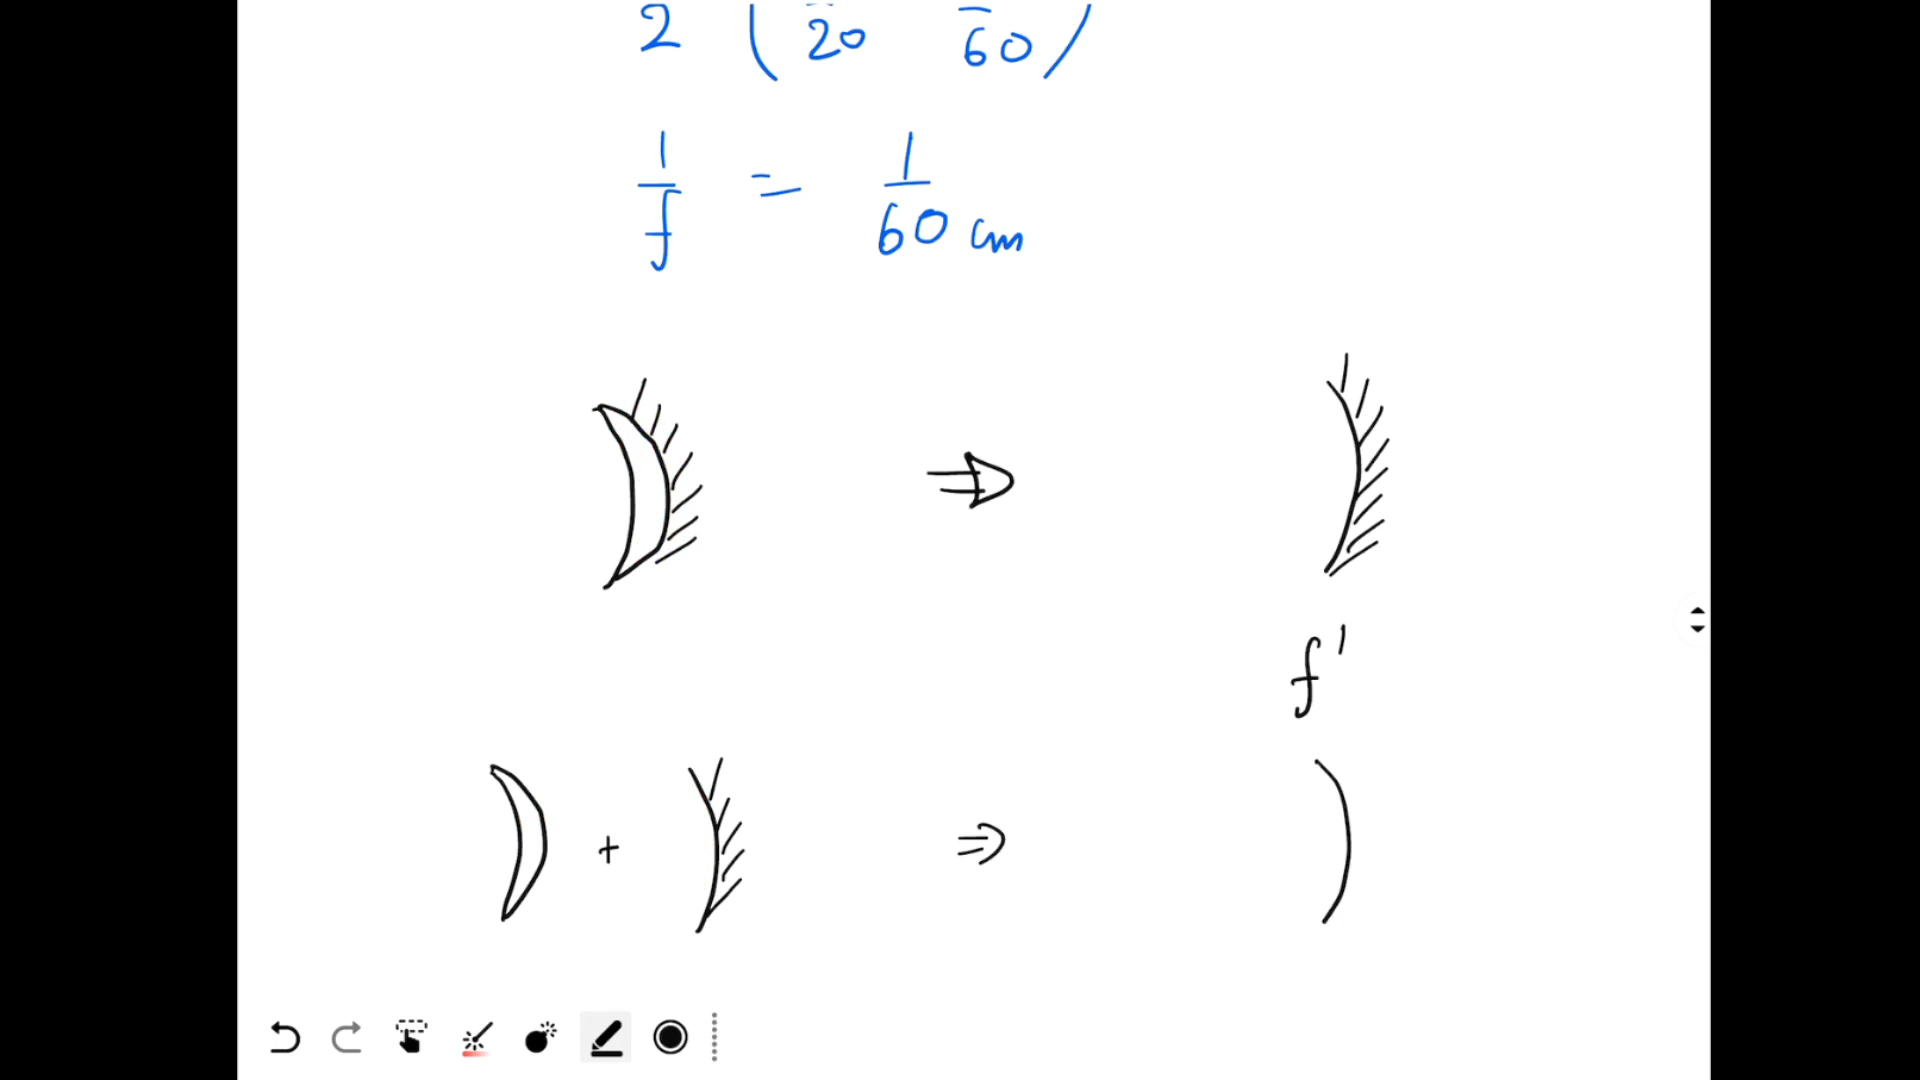 2 ( 20 60 )
1/f = 1/60 cm
⇒
f'
+ ⇒